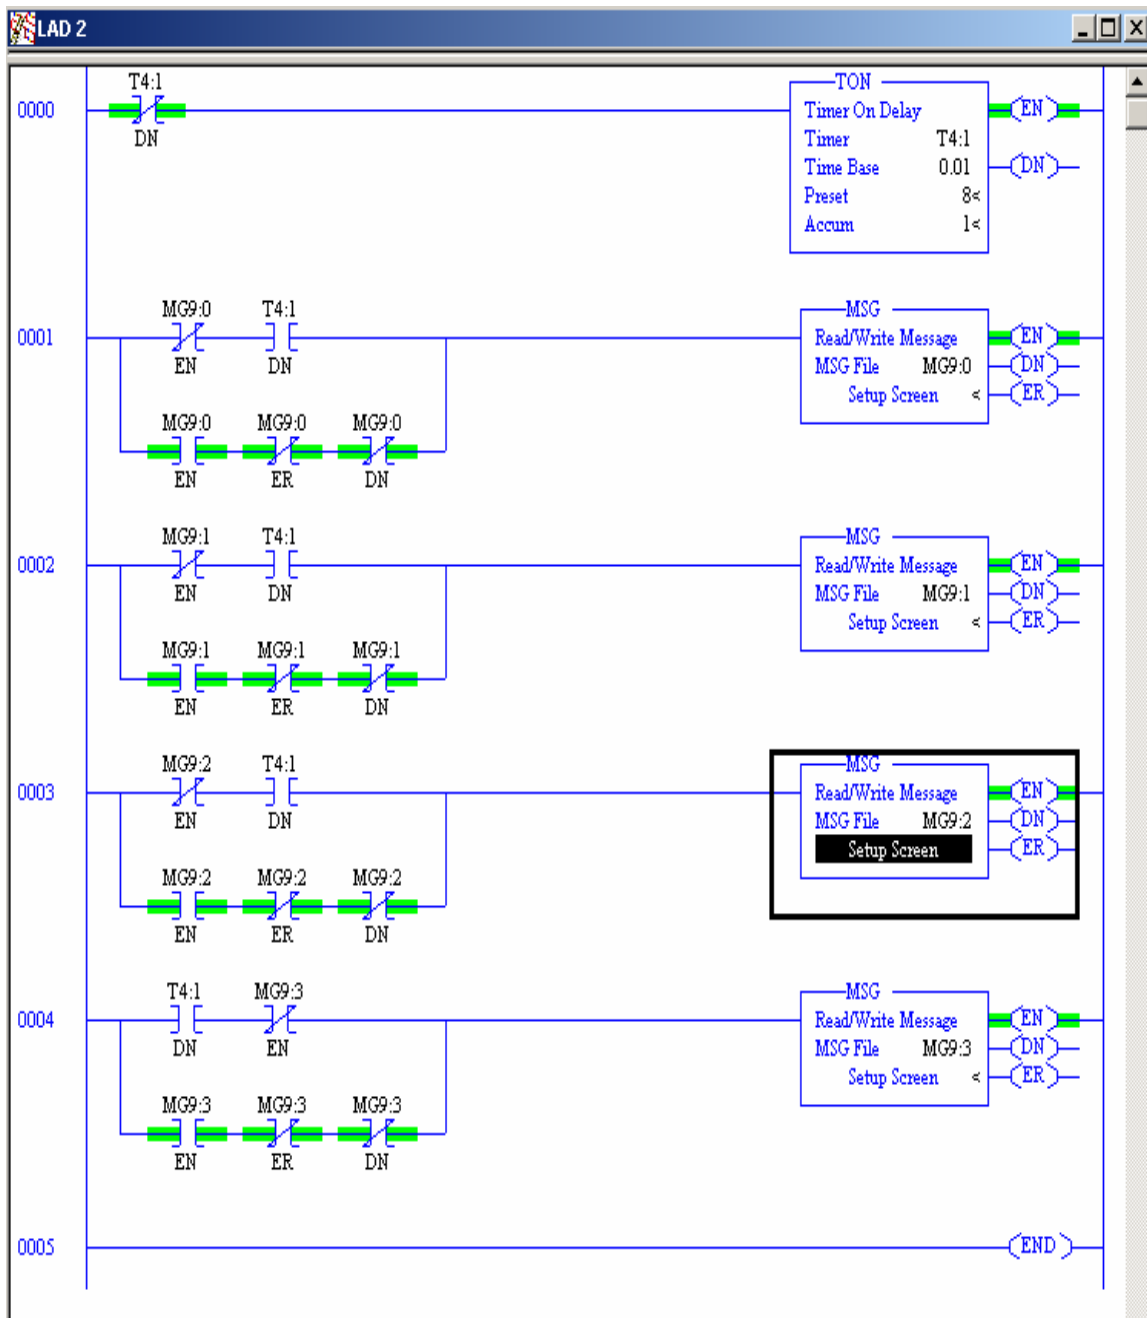 LAD 2
T4:1
TON
0000
EN
Timer On Delay
DN
Timer T4:1
Time Base 0.01
DN
Preset 8<
Accum 1<
MG9:0 T4:1
MSG
0001
Read/Write Message
EN
EN DN
MSG File MG9:0
DN
Setup Screen <
ER
MG9:0 MG9:0 MG9:0
EN ER DN
MG9:1 T4:1
MSG
0002
Read/Write Message
EN
EN DN
MSG File MG9:1
DN
Setup Screen <
ER
MG9:1 MG9:1 MG9:1
EN ER DN
MG9:2 T4:1
MSG
0003
Read/Write Message
EN
EN DN
MSG File MG9:2
DN
Setup Screen
ER
MG9:2 MG9:2 MG9:2
EN ER DN
T4:1 MG9:3
MSG
0004
Read/Write Message
EN
DN EN
MSG File MG9:3
DN
Setup Screen <
ER
MG9:3 MG9:3 MG9:3
EN ER DN
0005
END